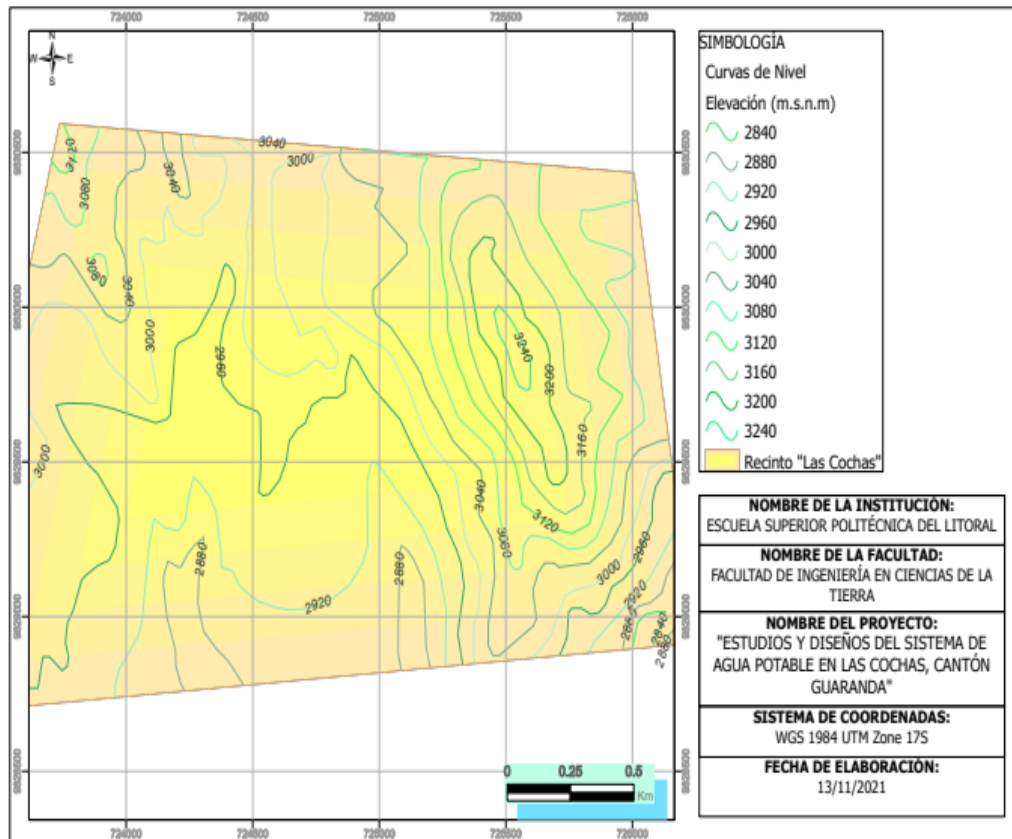 724000 724500 725000 725500 726000
N
W E
S
SIMBOLOGÍA
Curvas de Nivel
Elevación (m.s.n.m)
2840
2880
2920
2960
3000
3040
3080
3120
3160
3200
3240
Recinto "Las Cochas"
3040
3000
3120
3080
3040
3080
3040
3000
2960
3240
3200
3160
3000
3040
3120
3080
2960
3000
2880
2880
2920
2920
2880
2840
2880
0 0.25 0.5
Km
724000 724500 725000 725500 726000
NOMBRE DE LA INSTITUCIÓN:
ESCUELA SUPERIOR POLITÉCNICA DEL LITORAL
NOMBRE DE LA FACULTAD:
FACULTAD DE INGENIERÍA EN CIENCIAS DE LA
TIERRA
NOMBRE DEL PROYECTO:
"ESTUDIOS Y DISEÑOS DEL SISTEMA DE
AGUA POTABLE EN LAS COCHAS, CANTÓN
GUARANDA"
SISTEMA DE COORDENADAS:
WGS 1984 UTM Zone 17S
FECHA DE ELABORACIÓN:
13/11/2021